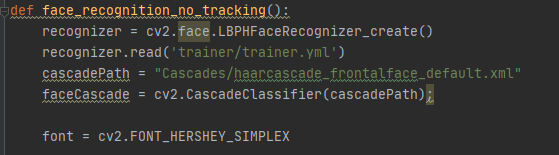 def face_recognition_no_tracking():
    recognizer = cv2.face.LBPHFaceRecognizer_create()
    recognizer.read('trainer/trainer.yml')
    cascadePath = "Cascades/haarcascade_frontalface_default.xml"
    faceCascade = cv2.CascadeClassifier(cascadePath);
    font = cv2.FONT_HERSHEY_SIMPLEX